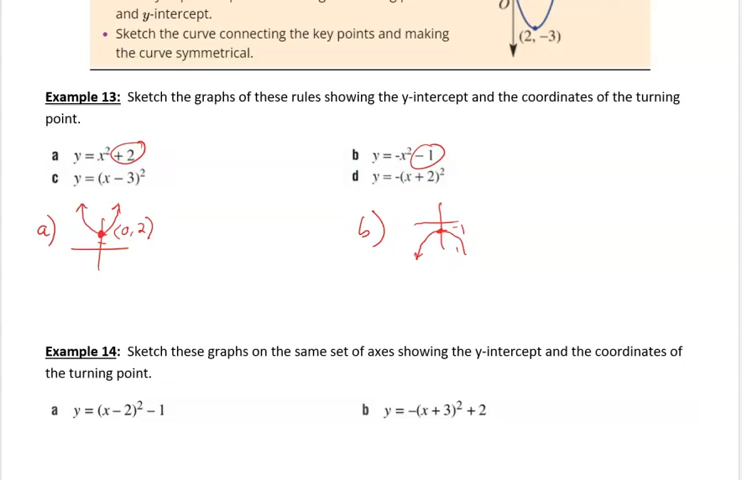 and y-intercept.
• Sketch the curve connecting the key points and making
the curve symmetrical.
O
(2, −3)
Example 13: Sketch the graphs of these rules showing the y-intercept and the coordinates of the turning
point.
a y = x² + 2
b y = -x² − 1
c y = (x − 3)²
d y = -(x + 2)²
a) (0, 2)
b) -1
Example 14: Sketch these graphs on the same set of axes showing the y-intercept and the coordinates of
the turning point.
a y = (x − 2)² − 1
b y = −(x + 3)² + 2